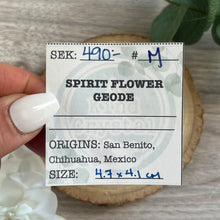 SEK: 490:- # M
SPIRIT FLOWER
GEODE
ORIGINS: San Benito,
Chihuahua, Mexico
SIZE: 4.7 x 4.1 cm